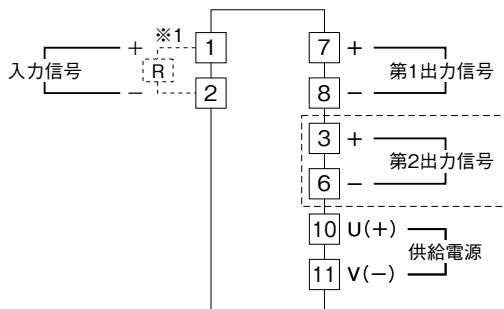 ※1
入力信号
+
R
−
1
2
7 +
8 −
第1出力信号
3 +
6 −
第2出力信号
10 U(+)
11 V(−)
供給電源